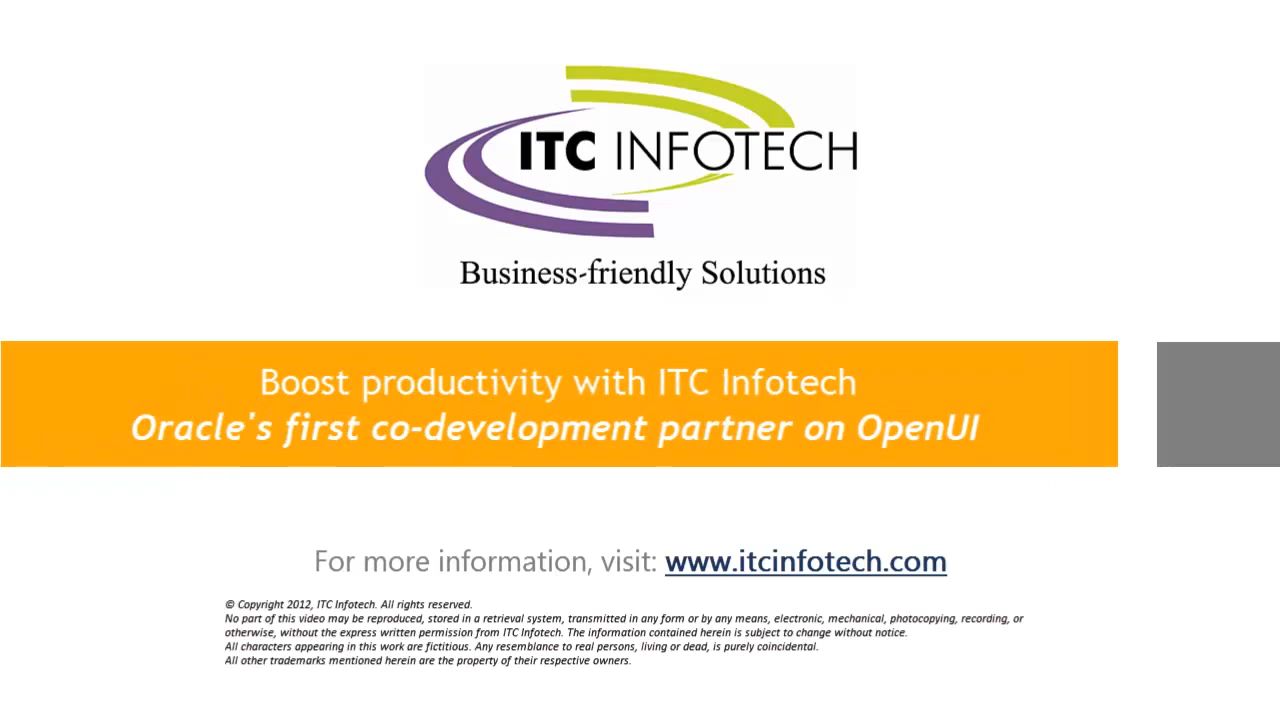 ITC INFOTECH
Business-friendly Solutions
Boost productivity with ITC Infotech
Oracle's first co-development partner on OpenUI
For more information, visit: www.itcinfotech.com
© Copyright 2012, ITC Infotech. All rights reserved.
No part of this video may be reproduced, stored in a retrieval system, transmitted in any form or by any means, electronic, mechanical, photocopying, recording, or
otherwise, without the express written permission from ITC Infotech. The information contained herein is subject to change without notice.
All characters appearing in this work are fictitious. Any resemblance to real persons, living or dead, is purely coincidental.
All other trademarks mentioned herein are the property of their respective owners.